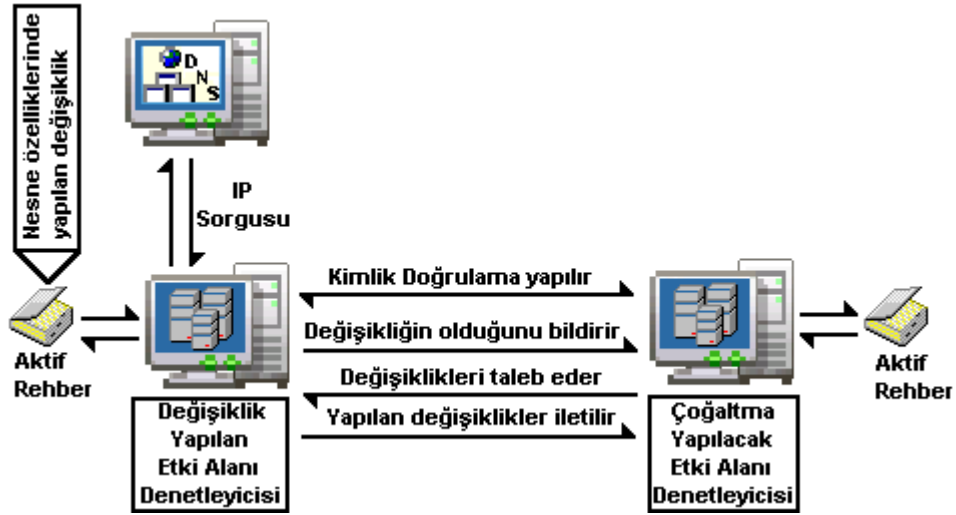 Nesne özelliklerinde
yapılan değişiklik
D
N
S
IP
Sorgusu
Kimlik Doğrulama yapılır
Değişikliğin olduğunu bildirir
Değişiklikleri taleb eder
Yapılan değişiklikler iletilir
Aktif
Rehber
Değişiklik
Yapılan
Etki Alanı
Denetleyicisi
Çoğaltma
Yapılacak
Etki Alanı
Denetleyicisi
Aktif
Rehber